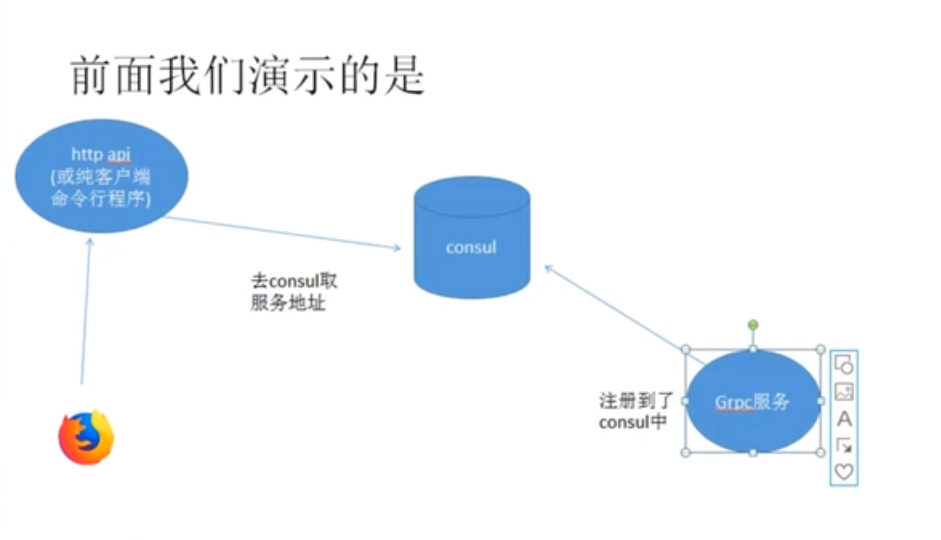 前面我们演示的是
http api
(或纯客户端
命令行程序)
consul
去consul取
服务地址
注册到了
consul中
Grpc服务
A